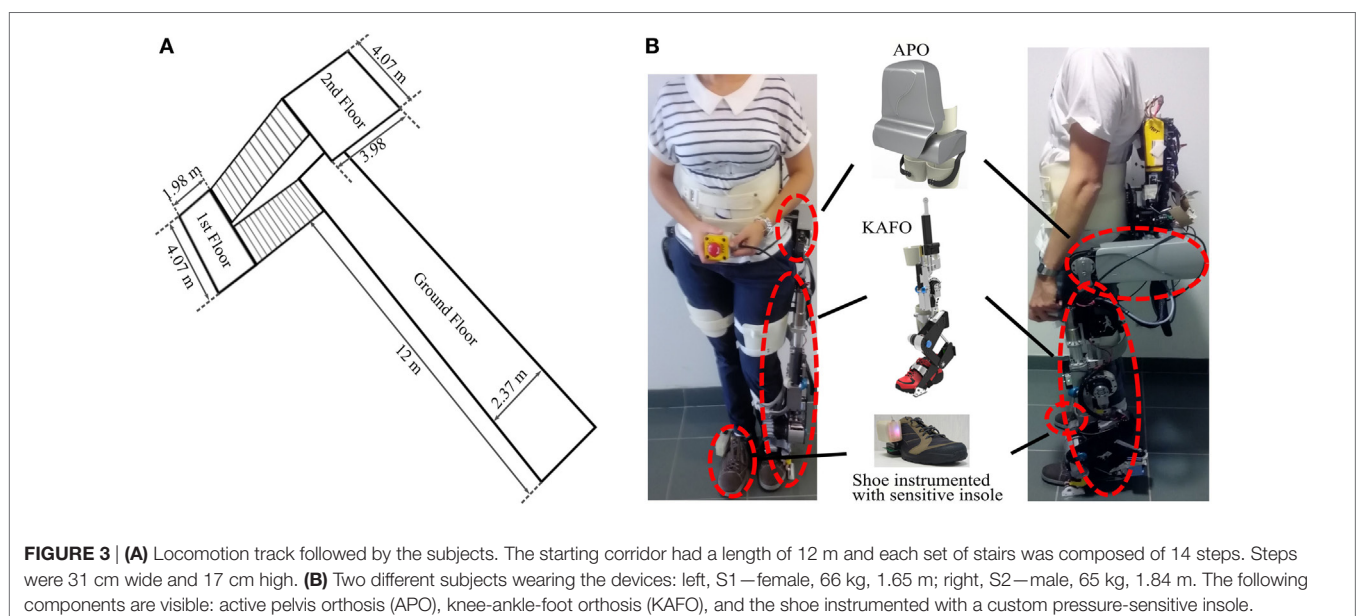 A
2nd Floor
4.07 m
3.98
1.98 m
1st Floor
4.07 m
Ground Floor
12 m
2.37 m
B
APO
KAFO
Shoe instrumented
with sensitive insole
FIGURE 3 | (A) Locomotion track followed by the subjects. The starting corridor had a length of 12 m and each set of stairs was composed of 14 steps. Steps
were 31 cm wide and 17 cm high. (B) Two different subjects wearing the devices: left, S1—female, 66 kg, 1.65 m; right, S2—male, 65 kg, 1.84 m. The following
components are visible: active pelvis orthosis (APO), knee-ankle-foot orthosis (KAFO), and the shoe instrumented with a custom pressure-sensitive insole.